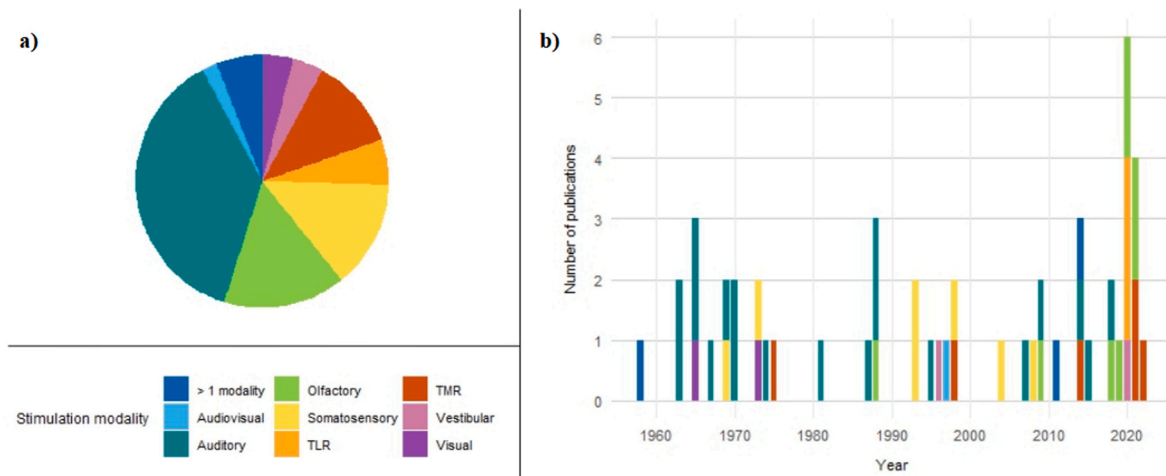 a)
Stimulation modality
> 1 modality
Audiovisual
Auditory
Olfactory
Somatosensory
TLR
TMR
Vestibular
Visual
b)
Number of publications
6
5
4
3
2
1
0
1960 1970 1980 1990 2000 2010 2020
Year